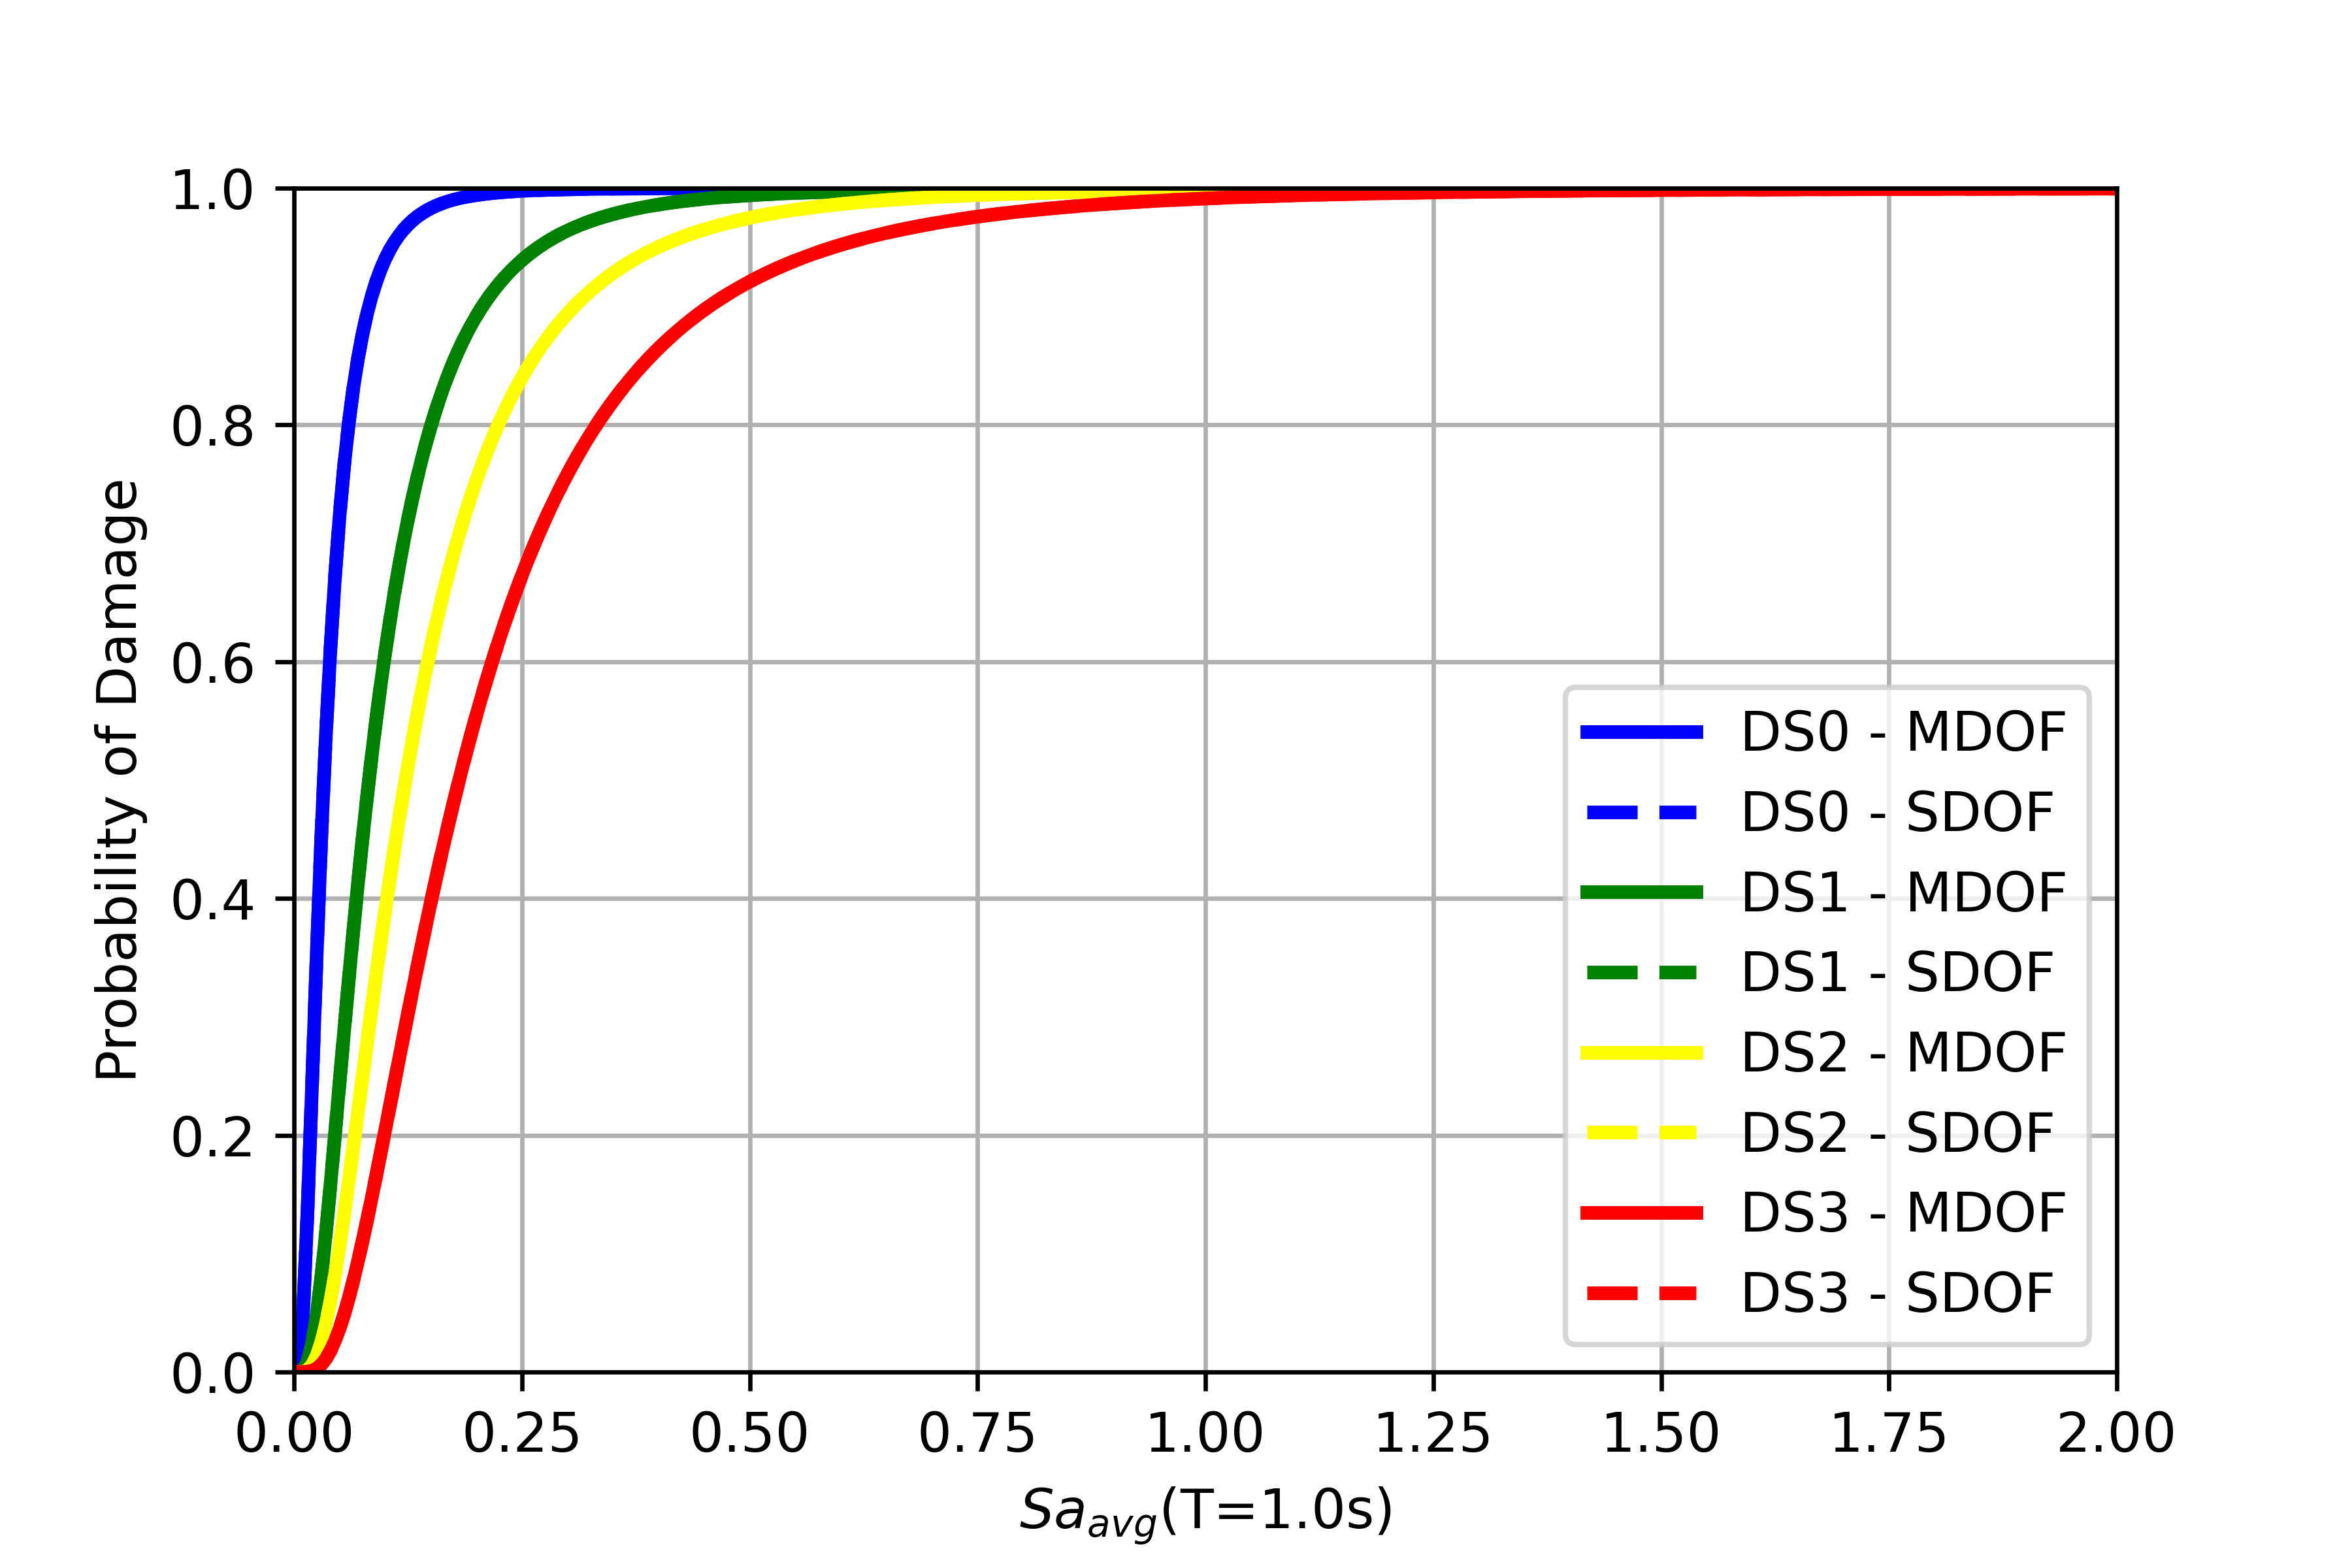 1.0
0.8
0.6
0.4
0.2
0.0
Probability of Damage
DS0 - MDOF
DS0 - SDOF
DS1 - MDOF
DS1 - SDOF
DS2 - MDOF
DS2 - SDOF
DS3 - MDOF
DS3 - SDOF
0.00 0.25 0.50 0.75 1.00 1.25 1.50 1.75 2.00
Sa_avg(T=1.0s)